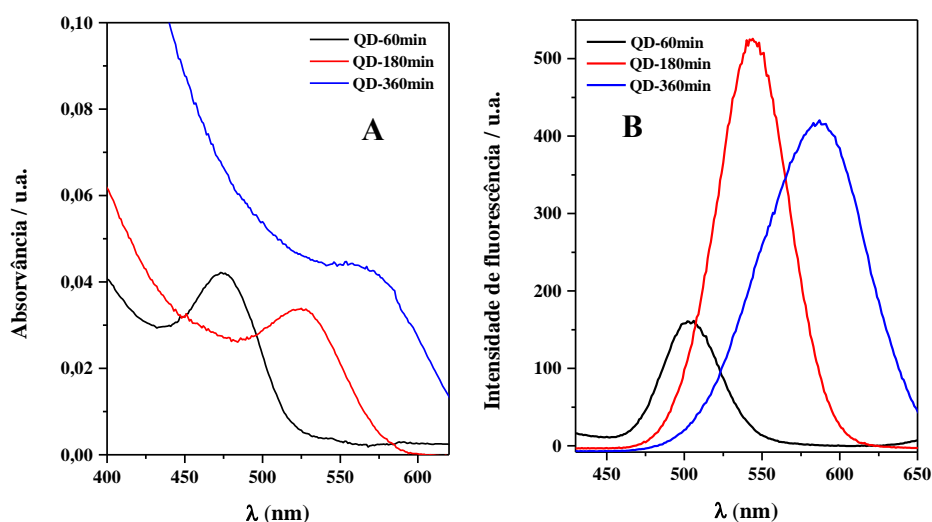 0,10
0,08
0,06
0,04
0,02
0,00
Absorvância / u.a.
QD-60min
QD-180min
QD-360min
A
400
450
500
550
600
λ (nm)
500
400
300
200
100
0
Intensidade de fluorescência / u.a.
QD-60min
QD-180min
QD-360min
B
450
500
550
600
650
λ (nm)